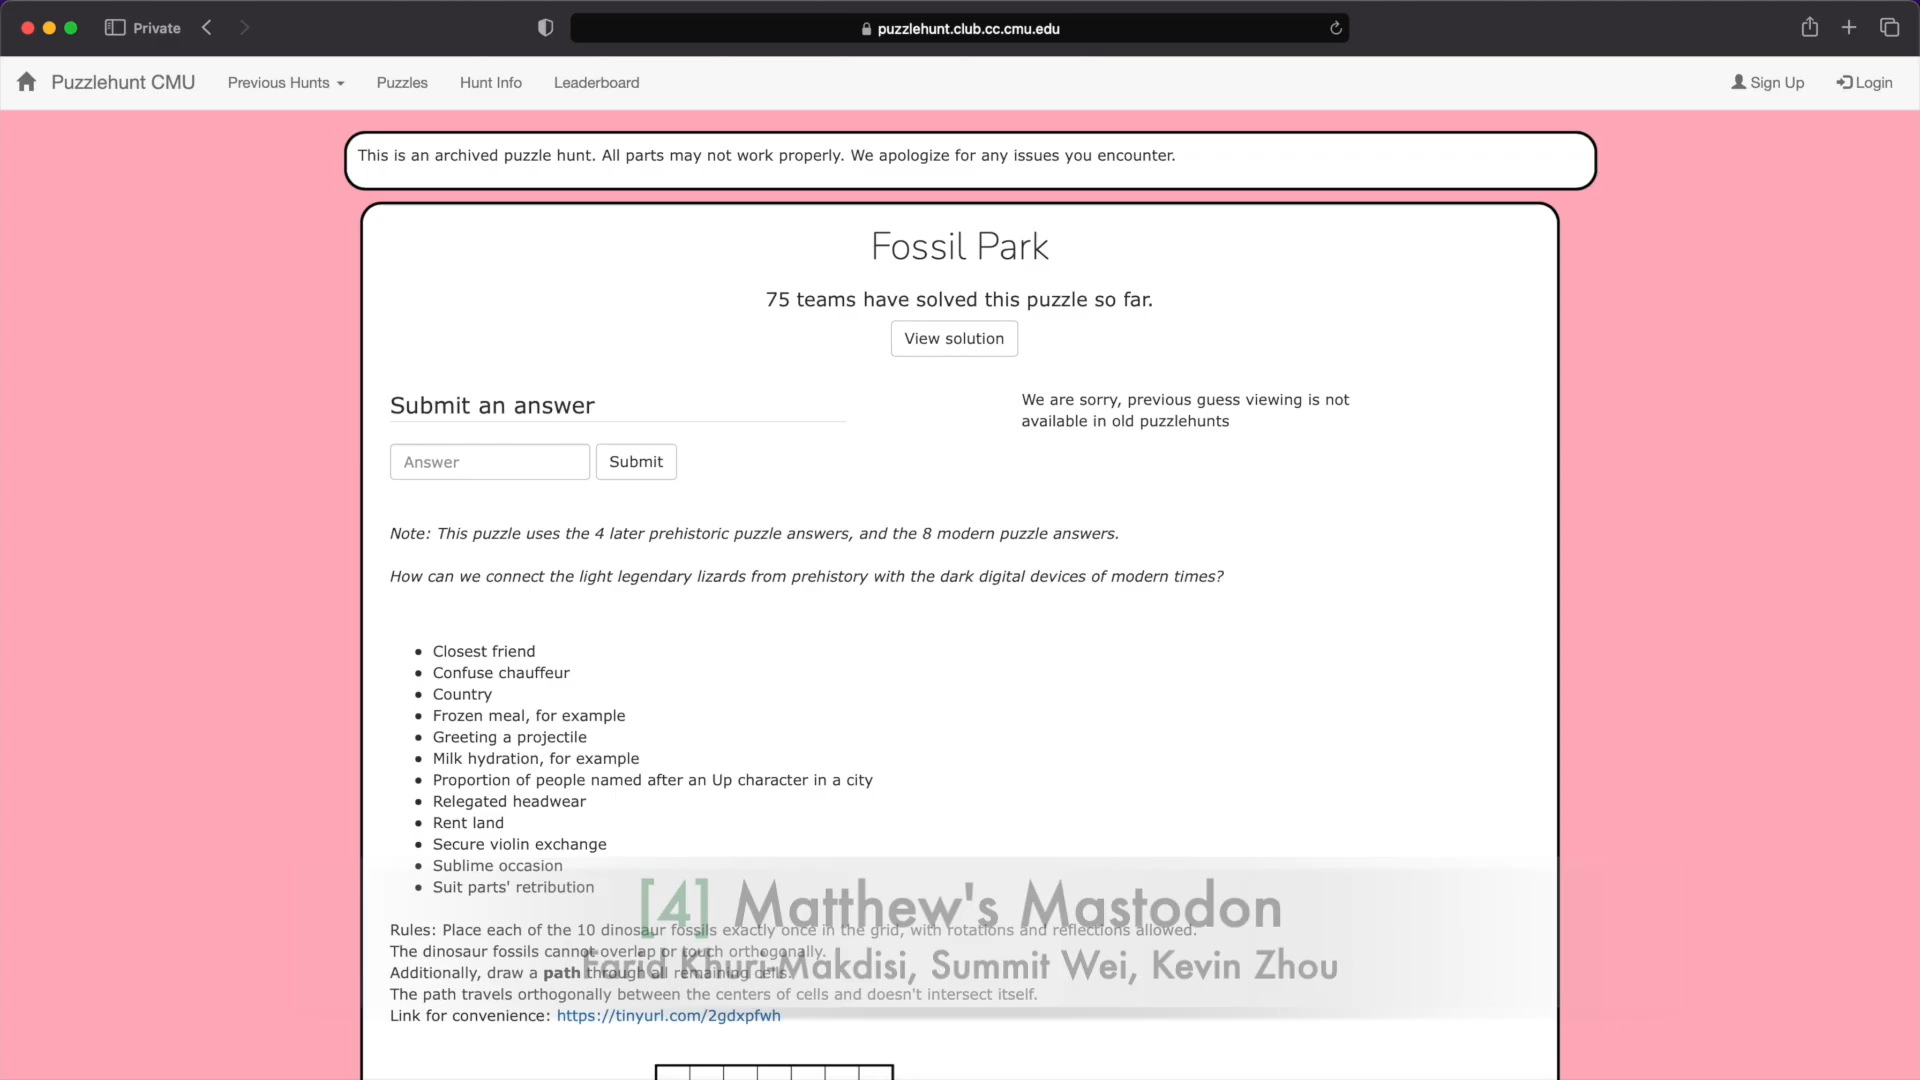 Private
puzzlehunt.club.cc.cmu.edu
Puzzlehunt CMU Previous Hunts Puzzles Hunt Info Leaderboard Sign Up Login
This is an archived puzzle hunt. All parts may not work properly. We apologize for any issues you encounter.
Fossil Park
75 teams have solved this puzzle so far.
View solution
Submit an answer
We are sorry, previous guess viewing is not
available in old puzzlehunts
Answer Submit
Note: This puzzle uses the 4 later prehistoric puzzle answers, and the 8 modern puzzle answers.
How can we connect the light legendary lizards from prehistory with the dark digital devices of modern times?
Closest friend
Confuse chauffeur
Country
Frozen meal, for example
Greeting a projectile
Milk hydration, for example
Proportion of people named after an Up character in a city
Relegated headwear
Rent land
Secure violin exchange
Sublime occasion
Suit parts' retribution
[4] Matthew's Mastodon
Farid Khuri-Makdisi, Summit Wei, Kevin Zhou
Rules: Place each of the 10 dinosaur fossils exactly once in the grid, with rotations and reflections allowed.
The dinosaur fossils cannot overlap or touch orthogonally.
Additionally, draw a path through all remaining cells.
The path travels orthogonally between the centers of cells and doesn't intersect itself.
Link for convenience: https://tinyurl.com/2gdxpfwh